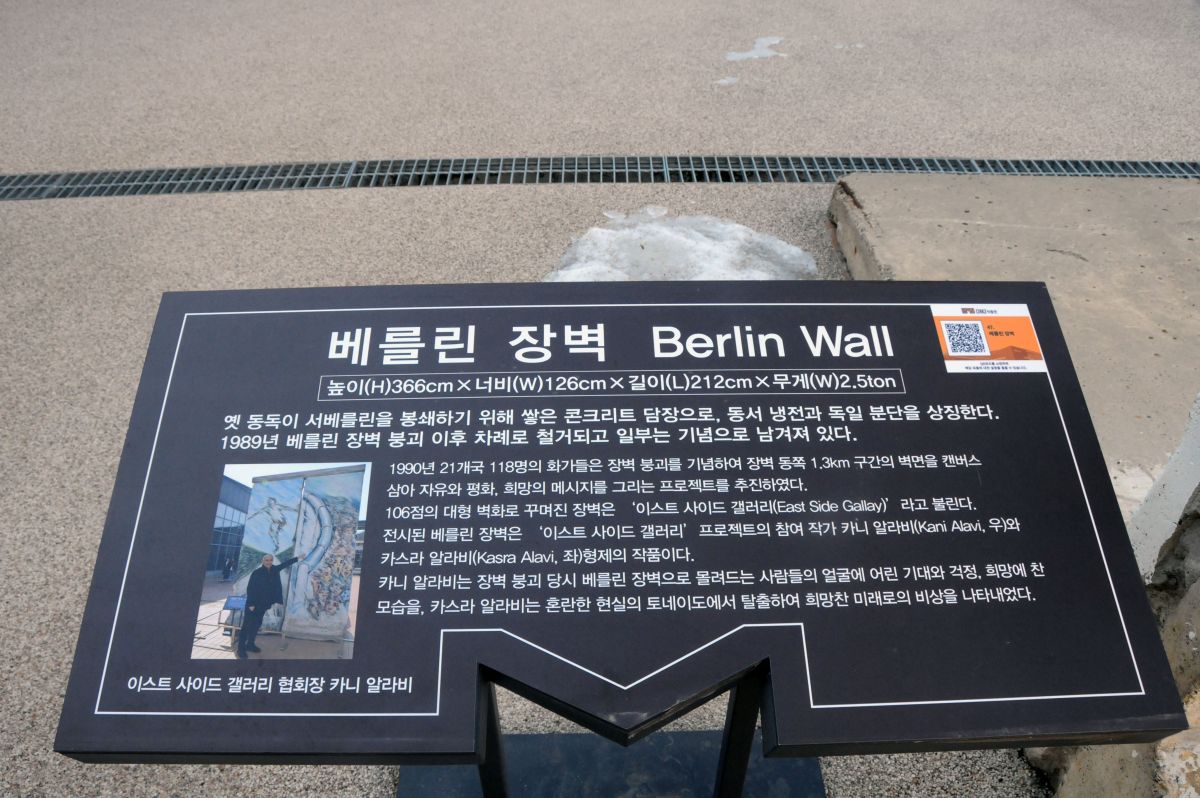 베를린 장벽 Berlin Wall
높이(H)366cm×너비(W)126cm×길이(L)212cm×무게(W)2.5ton
옛 동독이 서베를린을 봉쇄하기 위해 쌓은 콘크리트 담장으로, 동서 냉전과 독일 분단을 상징한다.
1989년 베를린 장벽 붕괴 이후 차례로 철거되고 일부는 기념으로 남겨져 있다.
1990년 21개국 118명의 화가들은 장벽 붕괴를 기념하여 장벽 동쪽 1.3km 구간의 벽면을 캔버스
삼아 자유와 평화, 희망의 메시지를 그리는 프로젝트를 추진하였다.
106점의 대형 벽화로 꾸며진 장벽은 ‘이스트 사이드 갤러리(East Side Gallay)’라고 불린다.
전시된 베를린 장벽은 ‘이스트 사이드 갤러리’ 프로젝트의 참여 작가 카니 알라비(Kani Alavi, 우)와
카스라 알라비(Kasra Alavi, 좌)형제의 작품이다.
카니 알라비는 장벽 붕괴 당시 베를린 장벽으로 몰려드는 사람들의 얼굴에 어린 기대와 걱정, 희망에 찬
모습을, 카스라 알라비는 혼란한 현실의 토네이도에서 탈출하여 희망찬 미래로의 비상을 나타내었다.
이스트 사이드 갤러리 협회장 카니 알라비
47.
베를린 장벽